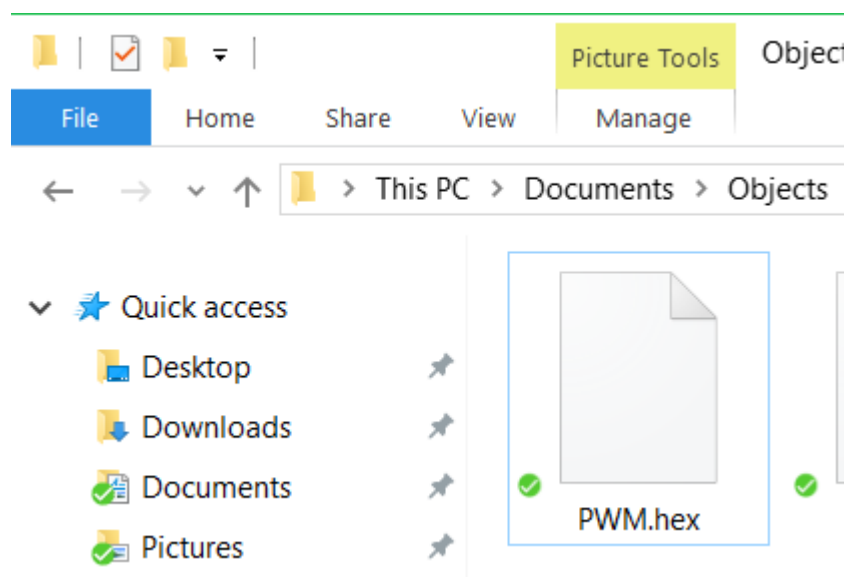 Picture Tools
Object
File Home Share View Manage
This PC > Documents > Objects
Quick access
Desktop
Downloads
Documents
Pictures
PWM.hex